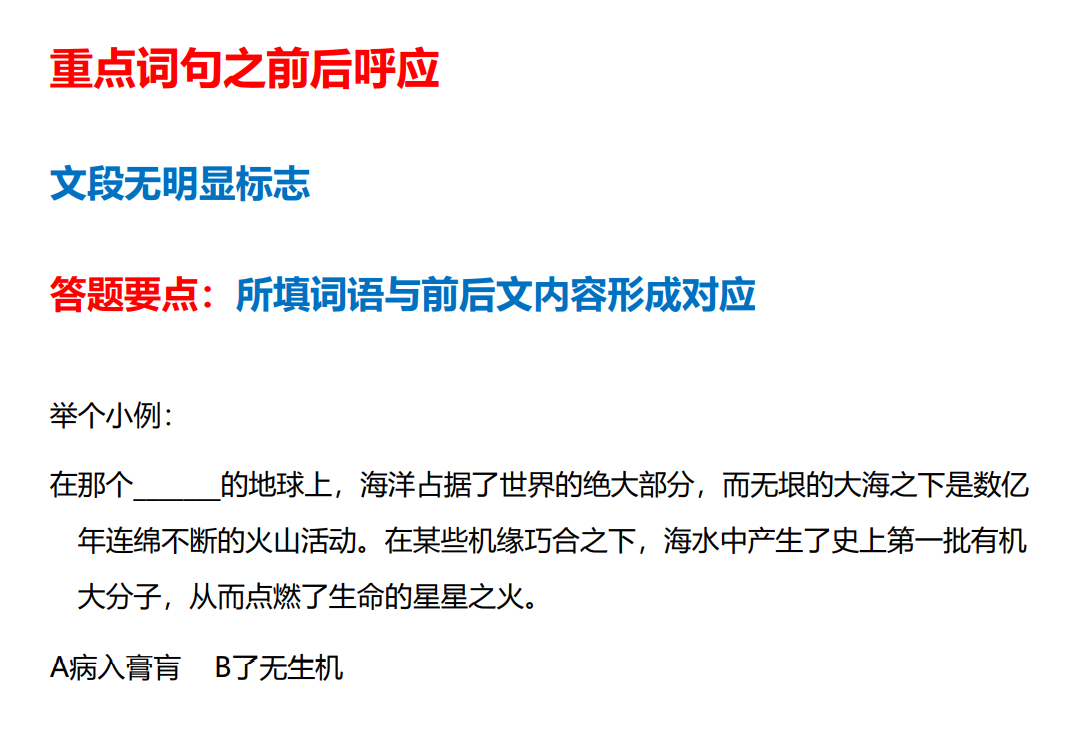 重点词句之前后呼应
文段无明显标志
答题要点：所填词语与前后文内容形成对应
举个小例：
在那个_______的地球上，海洋占据了世界的绝大部分，而无垠的大海之下是数亿
年连绵不断的火山活动。在某些机缘巧合之下，海水中产生了史上第一批有机
大分子，从而点燃了生命的星星之火。
A病入膏肓 B了无生机